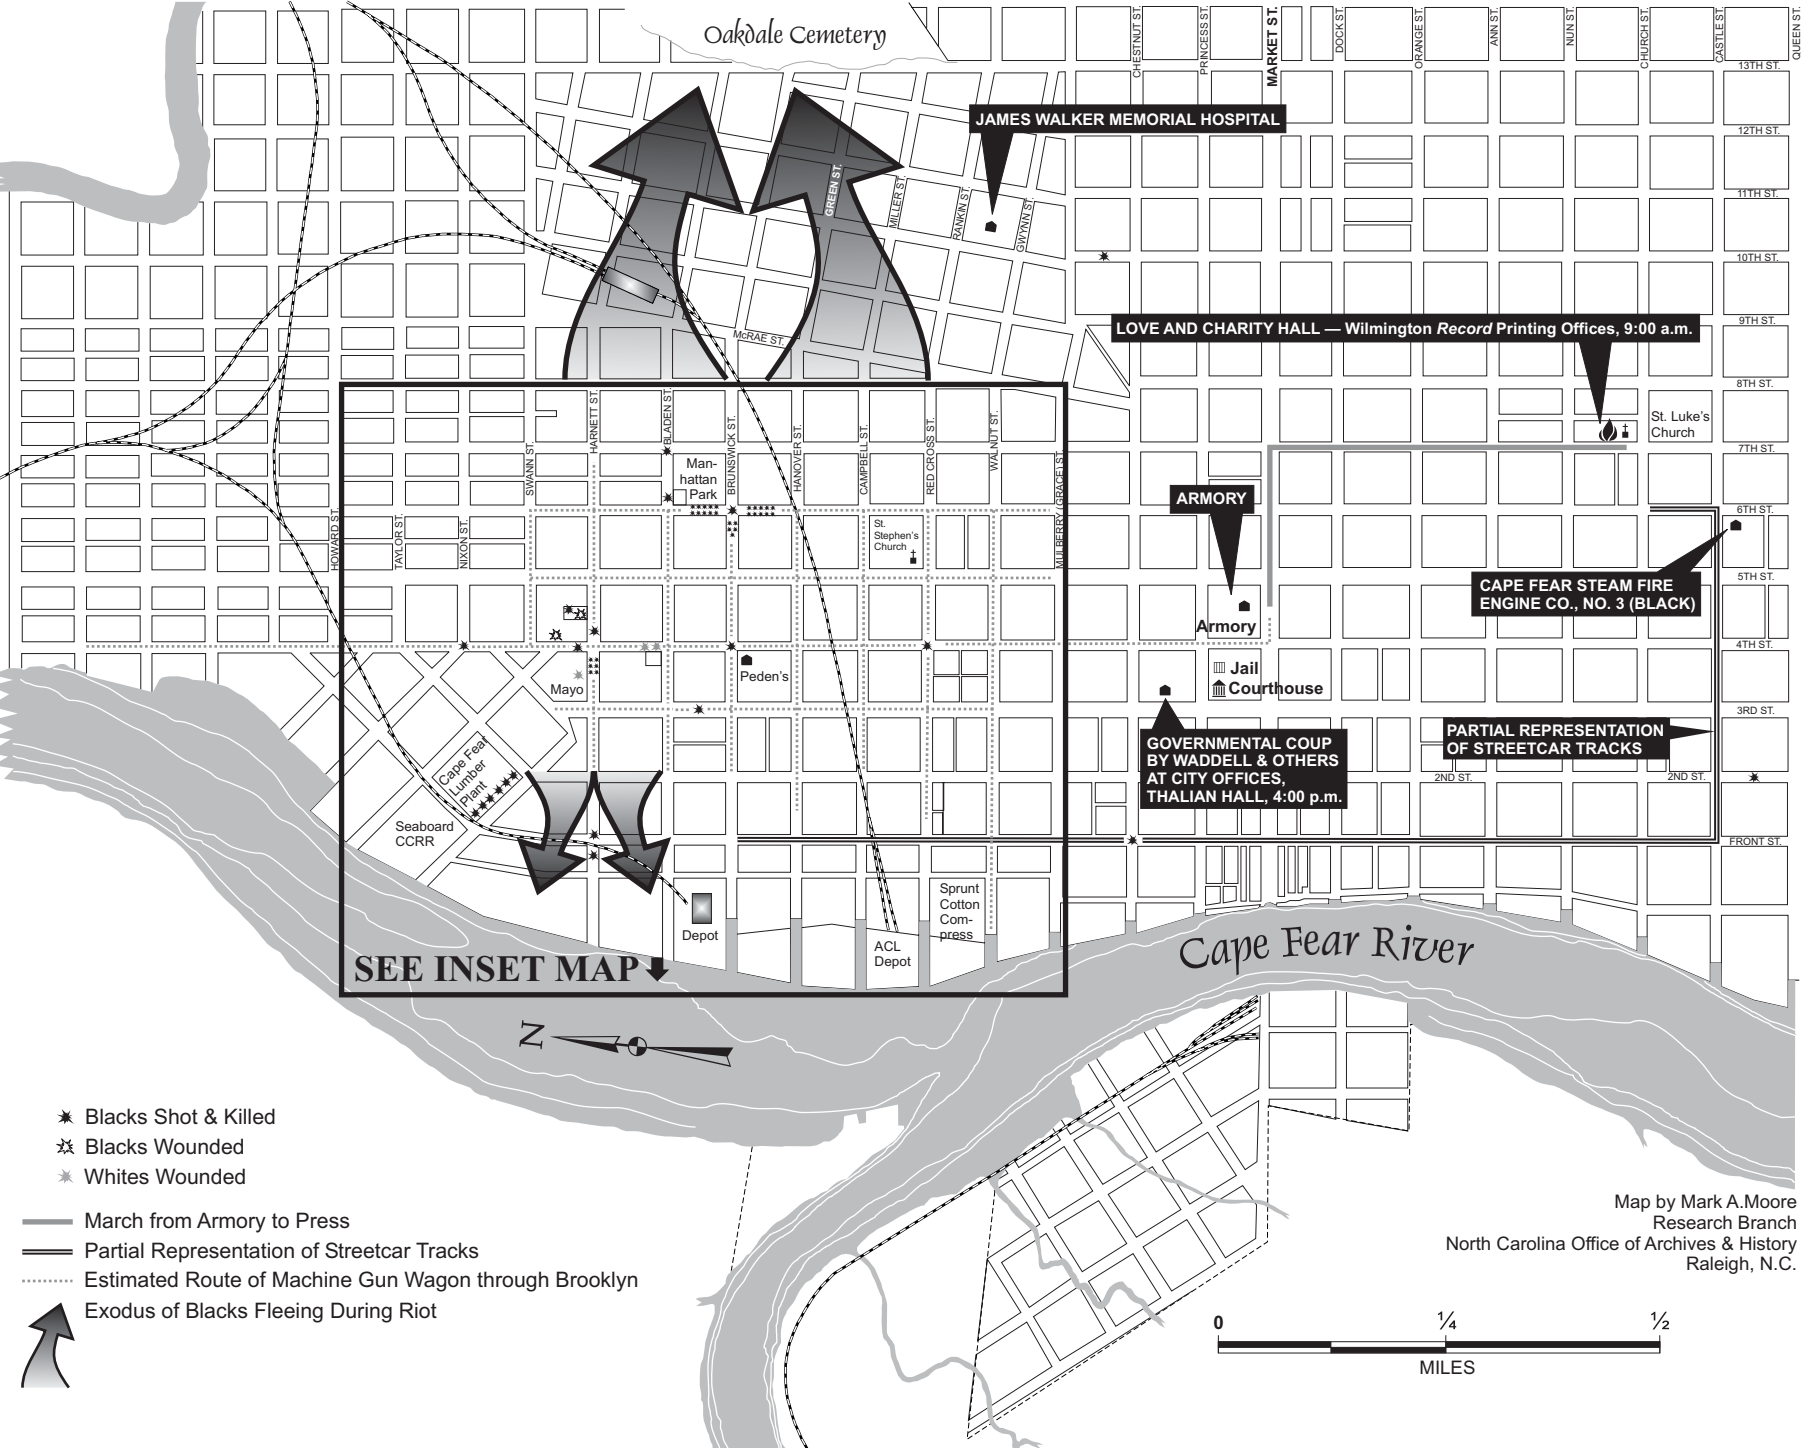 Oakdale Cemetery
CHESTNUT ST.
PRINCESS ST.
MARKET ST.
DOCK ST.
ORANGE ST.
ANN ST.
NUN ST.
CHURCH ST.
CASTLE ST.
QUEEN ST.
13TH ST.
JAMES WALKER MEMORIAL HOSPITAL
12TH ST.
GREEN ST.
MILLER ST.
RANKIN ST.
GWYNN ST.
11TH ST.
10TH ST.
McRAE ST.
LOVE AND CHARITY HALL — Wilmington Record Printing Offices, 9:00 a.m.
9TH ST.
8TH ST.
St. Luke's
Church
7TH ST.
HOWARD ST.
TAYLOR ST.
NIXON ST.
SWANN ST.
HARNETT ST.
BLADEN ST.
BRUNSWICK ST.
HANOVER ST.
CAMPBELL ST.
RED CROSS ST.
WALNUT ST.
MULBERRY (GRACE) ST.
Man-
hattan
Park
ARMORY
6TH ST.
St.
Stephen's
Church
5TH ST.
CAPE FEAR STEAM FIRE
ENGINE CO., NO. 3 (BLACK)
Armory
4TH ST.
Mayo
Peden's
Jail
Courthouse
3RD ST.
GOVERNMENTAL COUP
BY WADDELL & OTHERS
AT CITY OFFICES,
THALIAN HALL, 4:00 p.m.
PARTIAL REPRESENTATION
OF STREETCAR TRACKS
2ND ST.
2ND ST.
Cape Fear
Lumber
Plant
Seaboard
CCRR
FRONT ST.
Depot
ACL
Depot
Sprunt
Cotton
Com-
press
Cape Fear River
SEE INSET MAP
N
Blacks Shot & Killed
Blacks Wounded
Whites Wounded
March from Armory to Press
Partial Representation of Streetcar Tracks
Estimated Route of Machine Gun Wagon through Brooklyn
Exodus of Blacks Fleeing During Riot
Map by Mark A.Moore
Research Branch
North Carolina Office of Archives & History
Raleigh, N.C.
0 ¼ ½
MILES